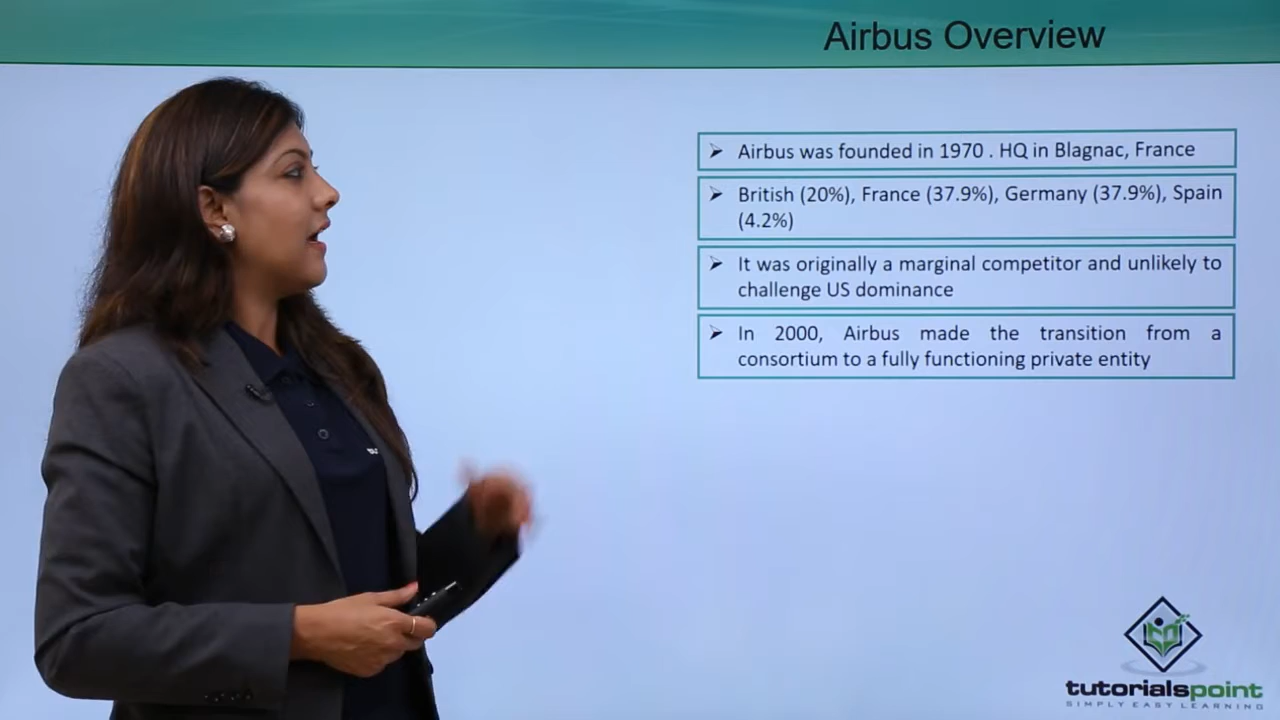 Airbus Overview
➢ Airbus was founded in 1970 . HQ in Blagnac, France
➢ British (20%), France (37.9%), Germany (37.9%), Spain
(4.2%)
➢ It was originally a marginal competitor and unlikely to
challenge US dominance
➢ In 2000, Airbus made the transition from a
consortium to a fully functioning private entity
tutorialspoint
SIMPLY EASY LEARNING